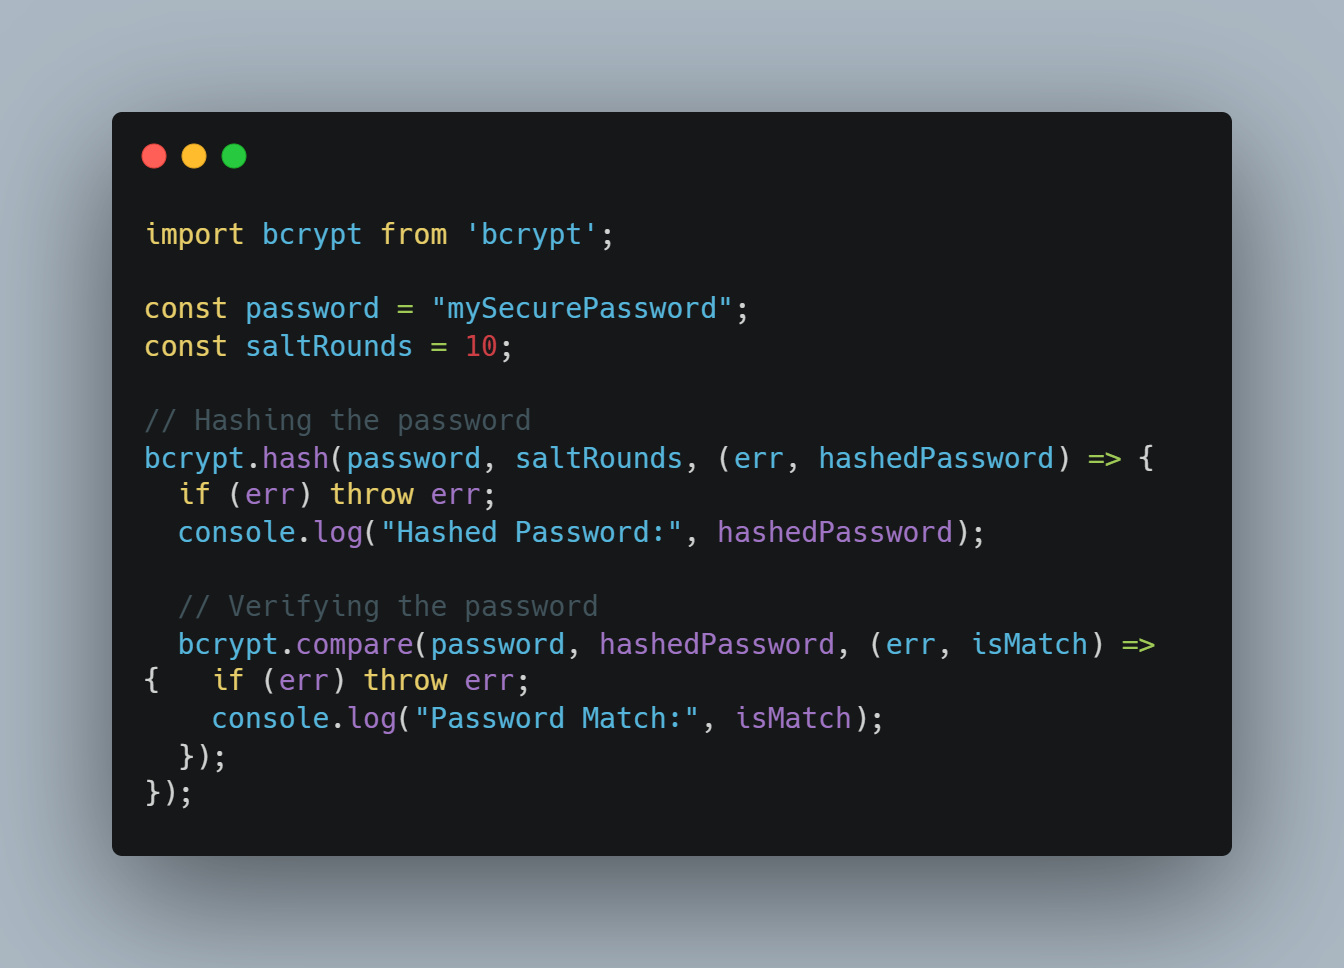 import bcrypt from 'bcrypt';

const password = "mySecurePassword";
const saltRounds = 10;

// Hashing the password
bcrypt.hash(password, saltRounds, (err, hashedPassword) => {
  if (err) throw err;
  console.log("Hashed Password:", hashedPassword);

  // Verifying the password
  bcrypt.compare(password, hashedPassword, (err, isMatch) =>
{   if (err) throw err;
    console.log("Password Match:", isMatch);
  });
});